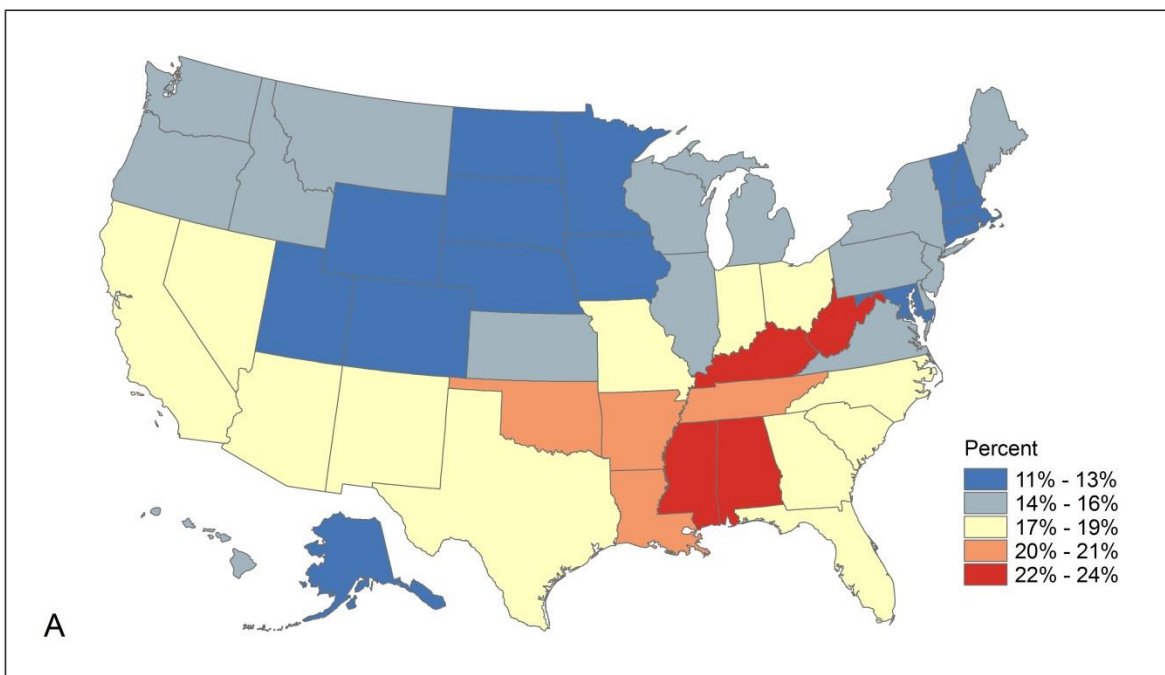 Percent
11% - 13%
14% - 16%
17% - 19%
20% - 21%
22% - 24%
A